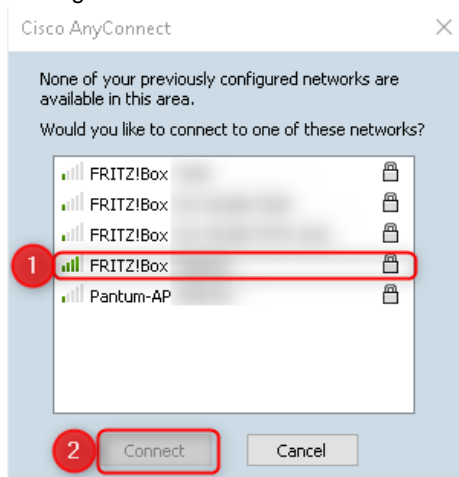 Cisco AnyConnect
None of your previously configured networks are
available in this area.
Would you like to connect to one of these networks?
FRITZ!Box
FRITZ!Box
FRITZ!Box
1 FRITZ!Box
Pantum-AP
2 Connect Cancel